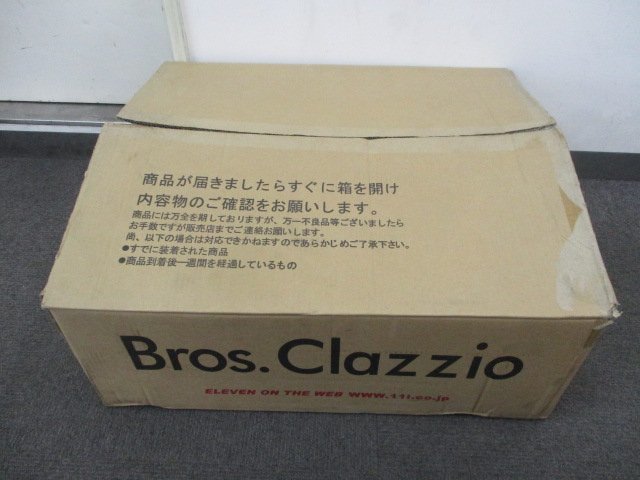 商品が届きましたらすぐに箱を開け
内容物のご確認をお願いします。
商品には万全を期しておりますが、万一不良品等ございましたら
お手数ですが販売店までご連絡お願いします。
尚、以下の場合は対応できかねますのであらかじめご了承下さい。
●すでに装着された商品
●商品到着後一週間を経過しているもの
Bros.Clazzio
ELEVEN ON THE WEB WWW.11i.co.jp